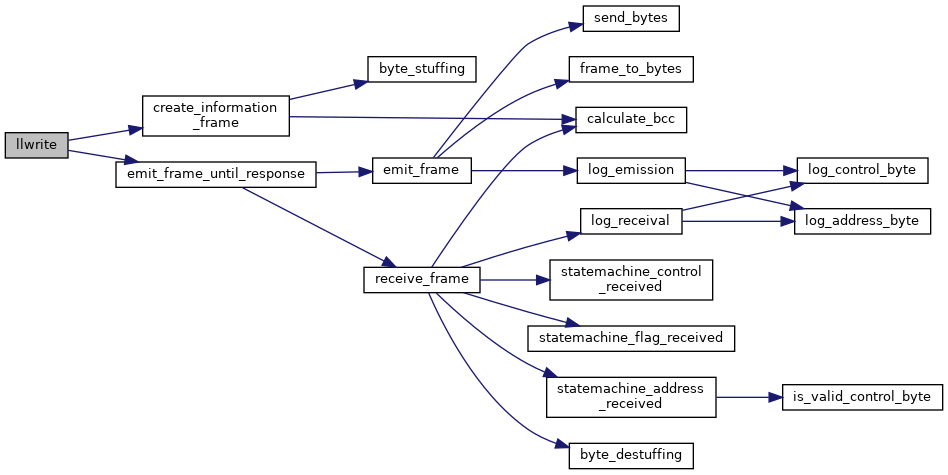 send_bytes
byte_stuffing
frame_to_bytes
create_information
_frame
calculate_bcc
llwrite
emit_frame_until_response
emit_frame
log_emission
log_control_byte
log_receival
log_address_byte
receive_frame
statemachine_control
_received
statemachine_flag_received
statemachine_address
_received
is_valid_control_byte
byte_destuffing